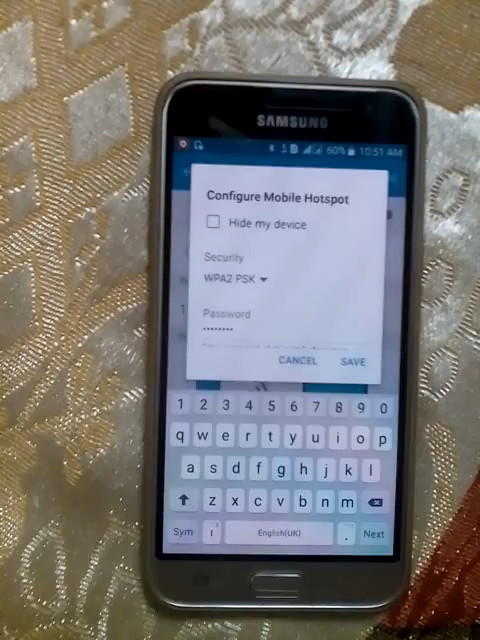 SAMSUNG
60% 10:51 AM
Configure Mobile Hotspot
Hide my device
Security
WPA2 PSK
Password
••••••••
CANCEL SAVE
1 2 3 4 5 6 7 8 9 0
q w e r t y u i o p
a s d f g h j k l
z x c v b n m
Sym ! English(UK) . Next